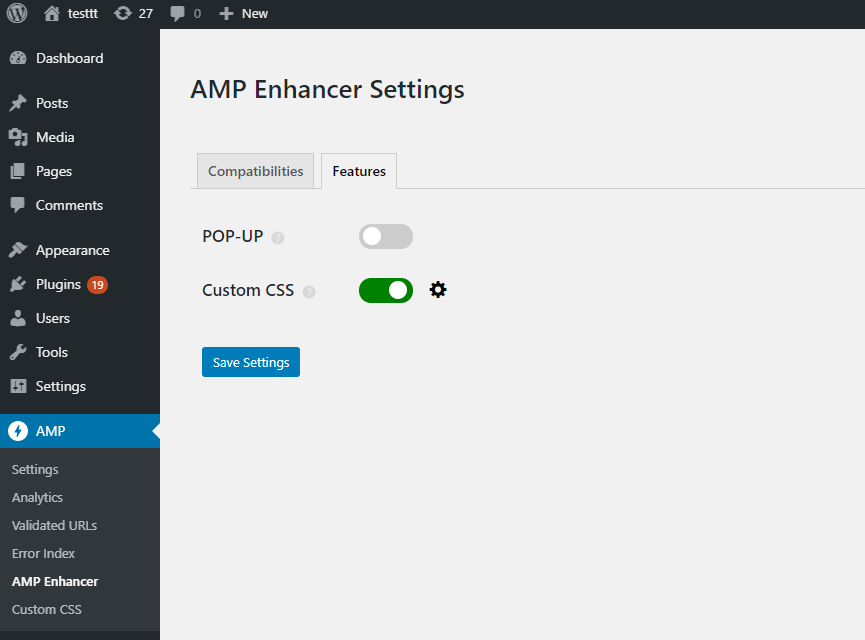 testtt 27 0 New
Dashboard
Posts
Media
Pages
Comments
Appearance
Plugins 19
Users
Tools
Settings
AMP
Settings
Analytics
Validated URLs
Error Index
AMP Enhancer
Custom CSS
AMP Enhancer Settings
Compatibilities Features
POP-UP ?
Custom CSS ?
Save Settings